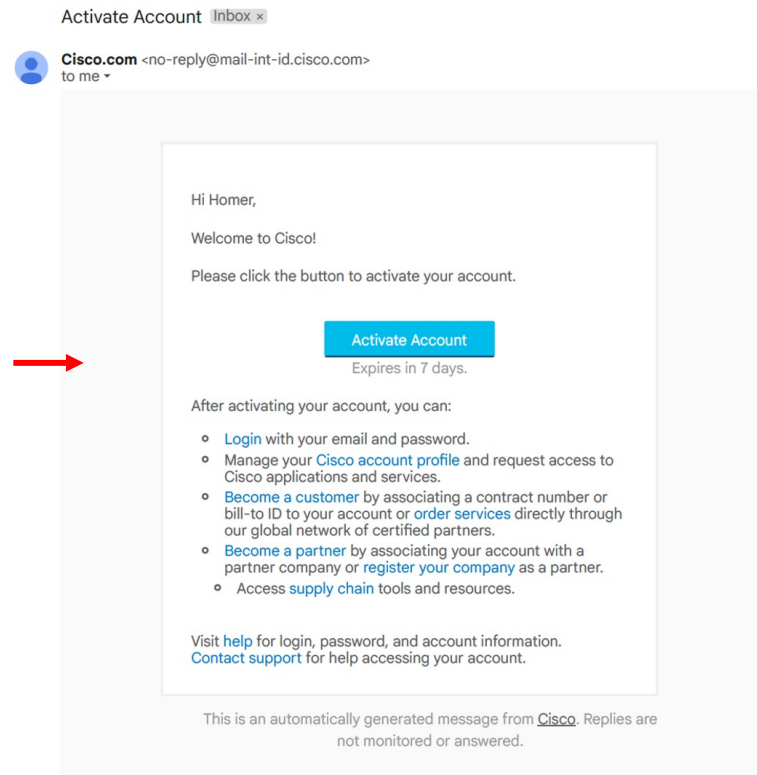 Activate Account Inbox ×
Cisco.com <no-reply@mail-int-id.cisco.com>
to me
Hi Homer,
Welcome to Cisco!
Please click the button to activate your account.
Activate Account
Expires in 7 days.
After activating your account, you can:
Login with your email and password.
Manage your Cisco account profile and request access to
Cisco applications and services.
Become a customer by associating a contract number or
bill-to ID to your account or order services directly through
our global network of certified partners.
Become a partner by associating your account with a
partner company or register your company as a partner.
Access supply chain tools and resources.
Visit help for login, password, and account information.
Contact support for help accessing your account.
This is an automatically generated message from Cisco. Replies are
not monitored or answered.